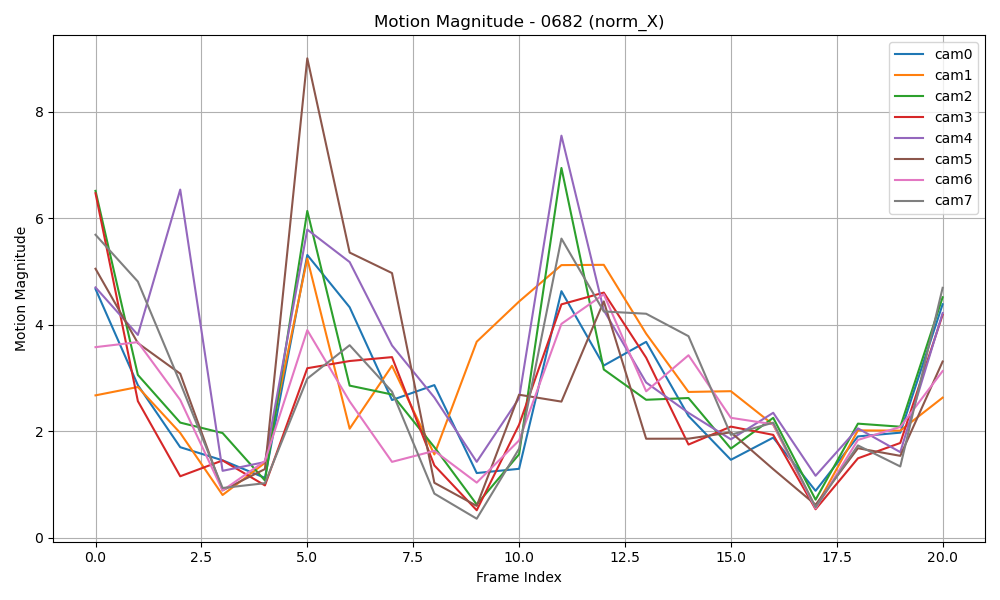 Motion Magnitude - 0682 (norm_X)
cam0
cam1
cam2
cam3
cam4
cam5
cam6
cam7
Motion Magnitude
8
6
4
2
0
0.0 2.5 5.0 7.5 10.0 12.5 15.0 17.5 20.0
Frame Index